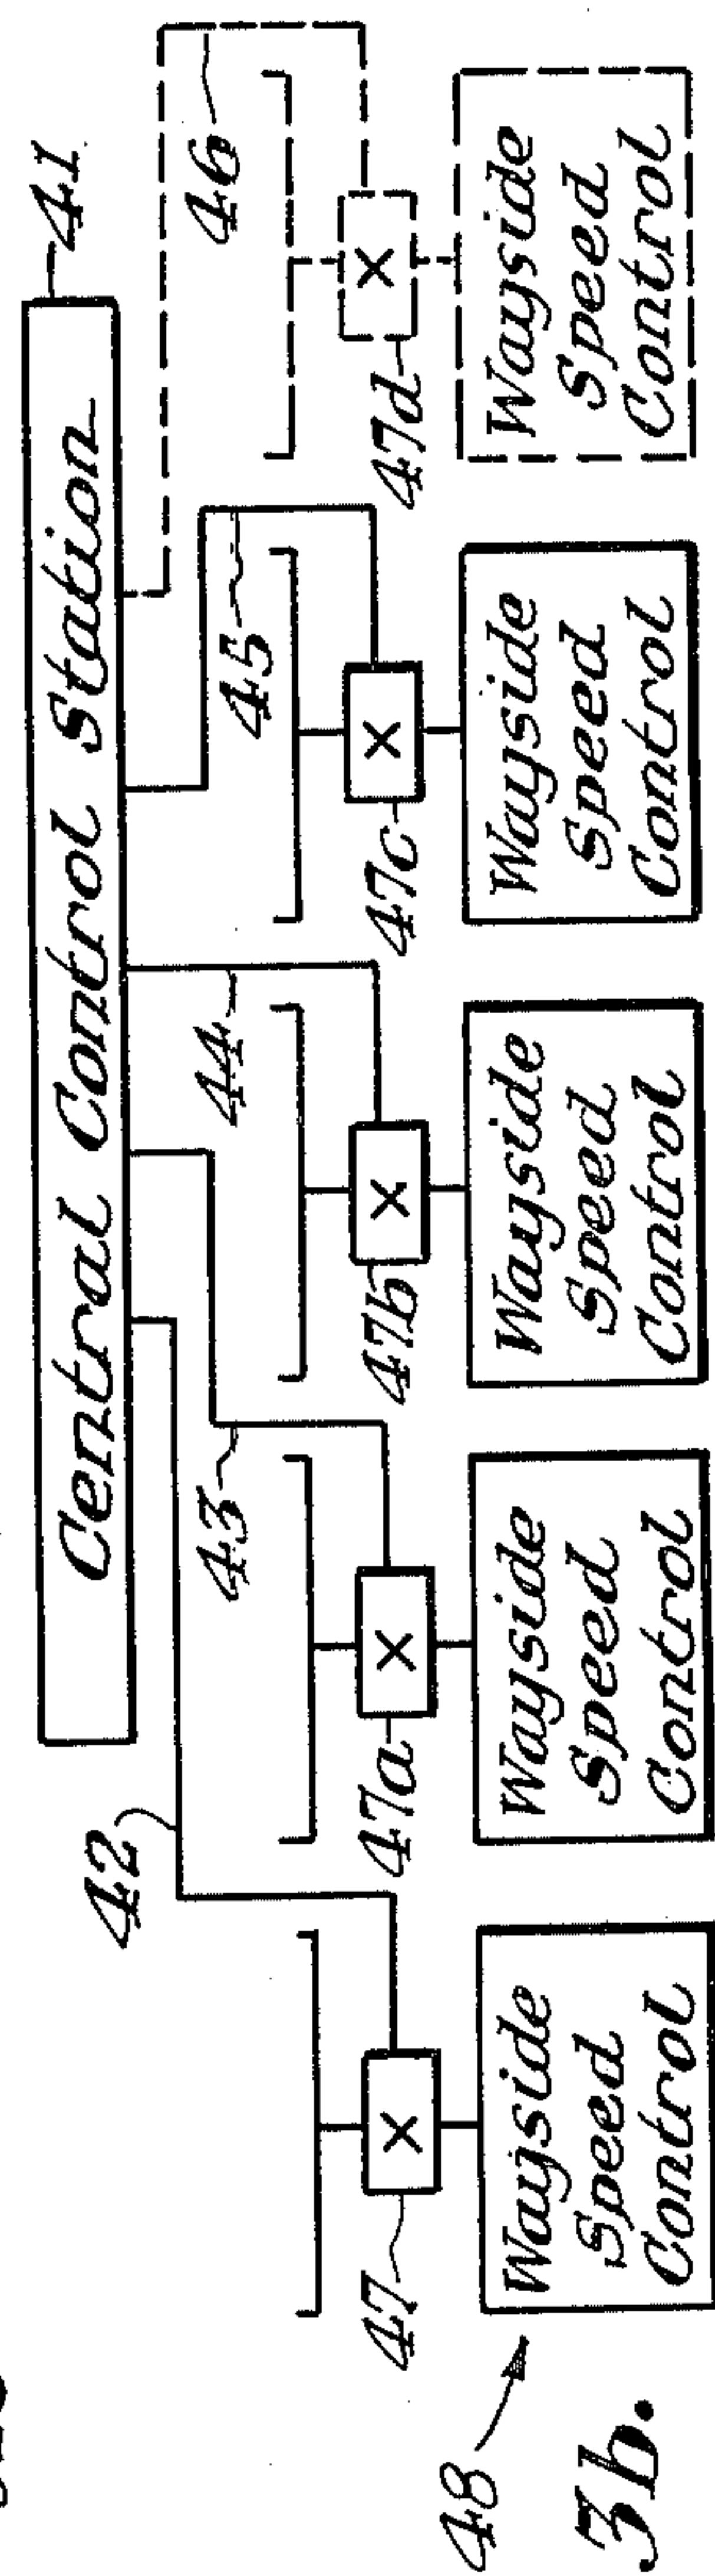 Central Control Station
41
42
43
44
45
46
47
X
47a
X
47b
X
47c
X
47d
X
48
Wayside
Speed
Control
Wayside
Speed
Control
Wayside
Speed
Control
Wayside
Speed
Control
Wayside
Speed
Control
3b.